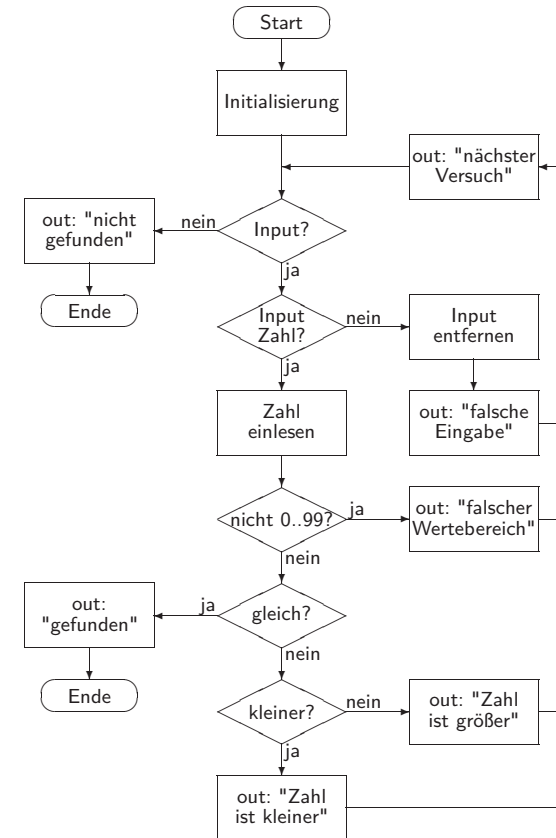 Start
Initialisierung
out: "nächster
Versuch"
out: "nicht
gefunden"
nein
Input?
ja
Ende
Input
Zahl?
nein
Input
entfernen
ja
Zahl
einlesen
out: "falsche
Eingabe"
nicht 0..99?
ja
out: "falscher
Wertebereich"
nein
out:
"gefunden"
ja
gleich?
nein
Ende
kleiner?
nein
out: "Zahl
ist größer"
ja
out: "Zahl
ist kleiner"